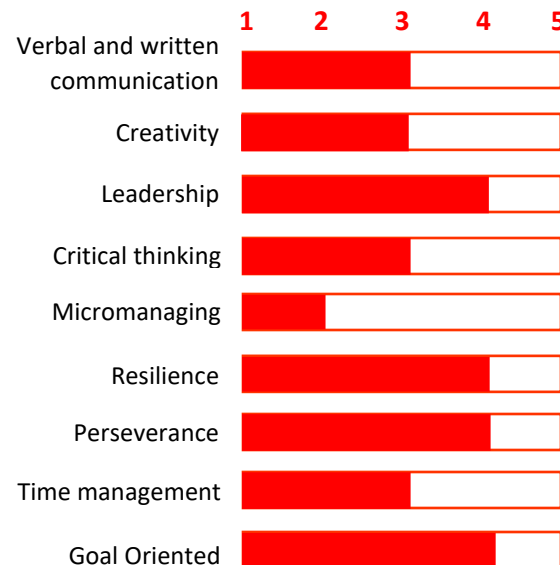 1 2 3 4 5
Verbal and written
communication
Creativity
Leadership
Critical thinking
Micromanaging
Resilience
Perseverance
Time management
Goal Oriented